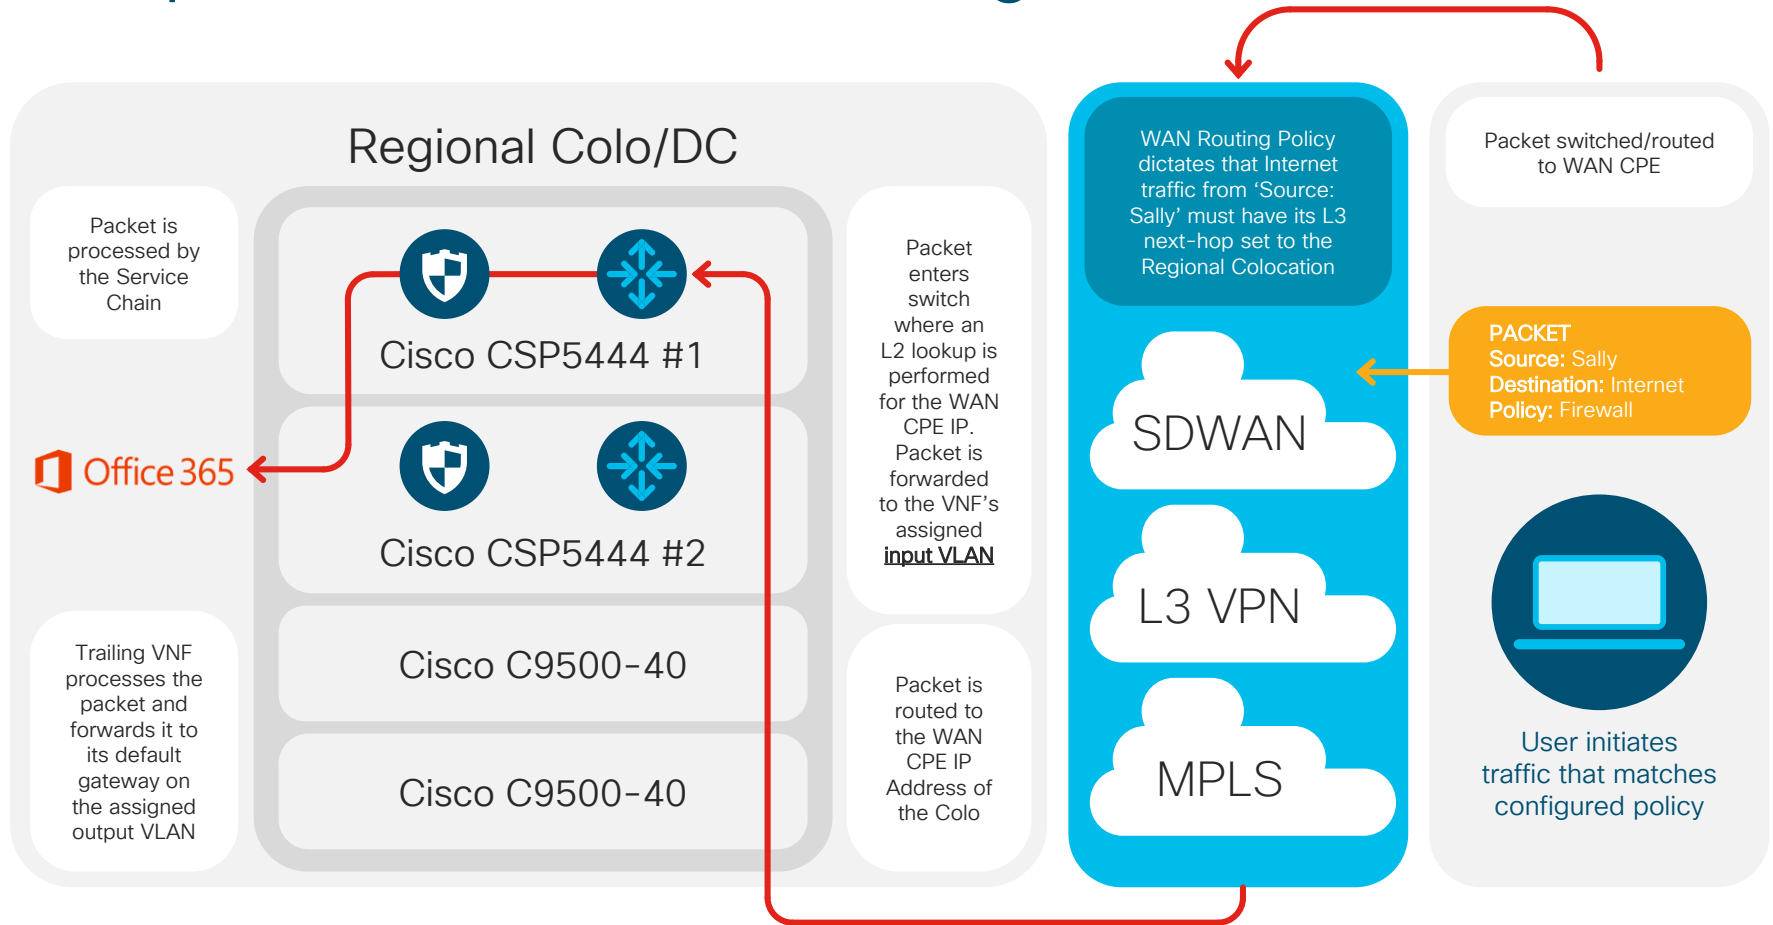 Regional Colo/DC
Packet is
processed by
the Service
Chain
Cisco CSP5444 #1
Cisco CSP5444 #2
Office 365
Trailing VNF
processes the
packet and
forwards it to
its default
gateway on
the assigned
output VLAN
Cisco C9500-40
Cisco C9500-40
Packet
enters
switch
where an
L2 lookup is
performed
for the WAN
CPE IP.
Packet is
forwarded
to the VNF’s
assigned
input VLAN
Packet is
routed to
the WAN
CPE IP
Address of
the Colo
WAN Routing Policy
dictates that Internet
traffic from ‘Source:
Sally’ must have its L3
next-hop set to the
Regional Colocation
SDWAN
L3 VPN
MPLS
Packet switched/routed
to WAN CPE
PACKET
Source: Sally
Destination: Internet
Policy: Firewall
User initiates
traffic that matches
configured policy